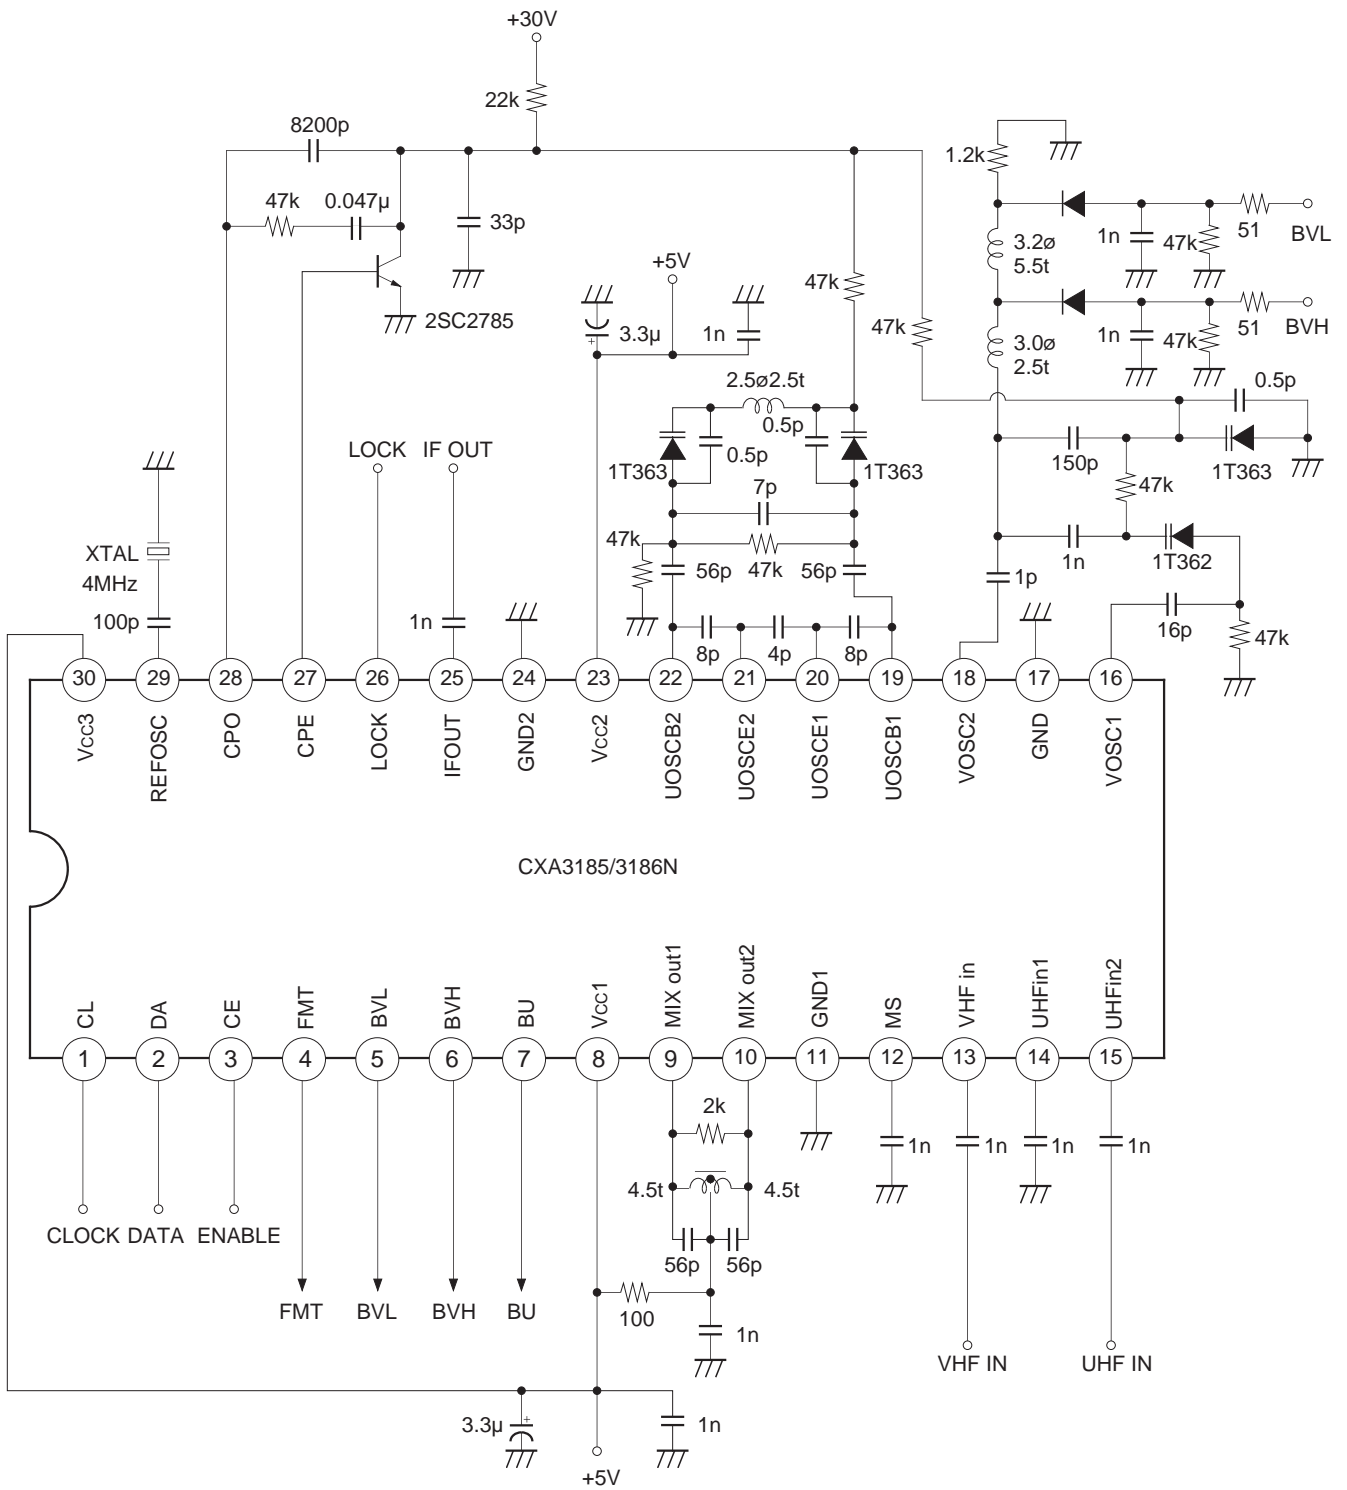 +30V
22k
8200p
1.2k
47k
0.047µ
33p
3.2ø
5.5t
1n
47k
51
BVL
+5V
47k
2SC2785
3.3µ
1n
47k
3.0ø
2.5t
1n
47k
51
BVH
2.5ø2.5t
0.5p
0.5p
0.5p
LOCK
IF OUT
1T363
1T363
150p
1T363
7p
47k
XTAL
4MHz
47k
56p
47k
56p
1p
1n
1T362
100p
1n
8p
4p
8p
16p
47k
30
29
28
27
26
25
24
23
22
21
20
19
18
17
16
Vcc3
REFOSC
CPO
CPE
LOCK
IFOUT
GND2
Vcc2
UOSCB2
UOSCE2
UOSCE1
UOSCB1
VOSC2
GND
VOSC1
CXA3185/3186N
CL
DA
CE
FMT
BVL
BVH
BU
Vcc1
MIX out1
MIX out2
GND1
MS
VHF in
UHFin1
UHFin2
1
2
3
4
5
6
7
8
9
10
11
12
13
14
15
2k
1n
1n
1n
1n
4.5t
4.5t
CLOCK
DATA
ENABLE
56p
56p
FMT
BVL
BVH
BU
100
1n
VHF IN
UHF IN
3.3µ
+
1n
+5V